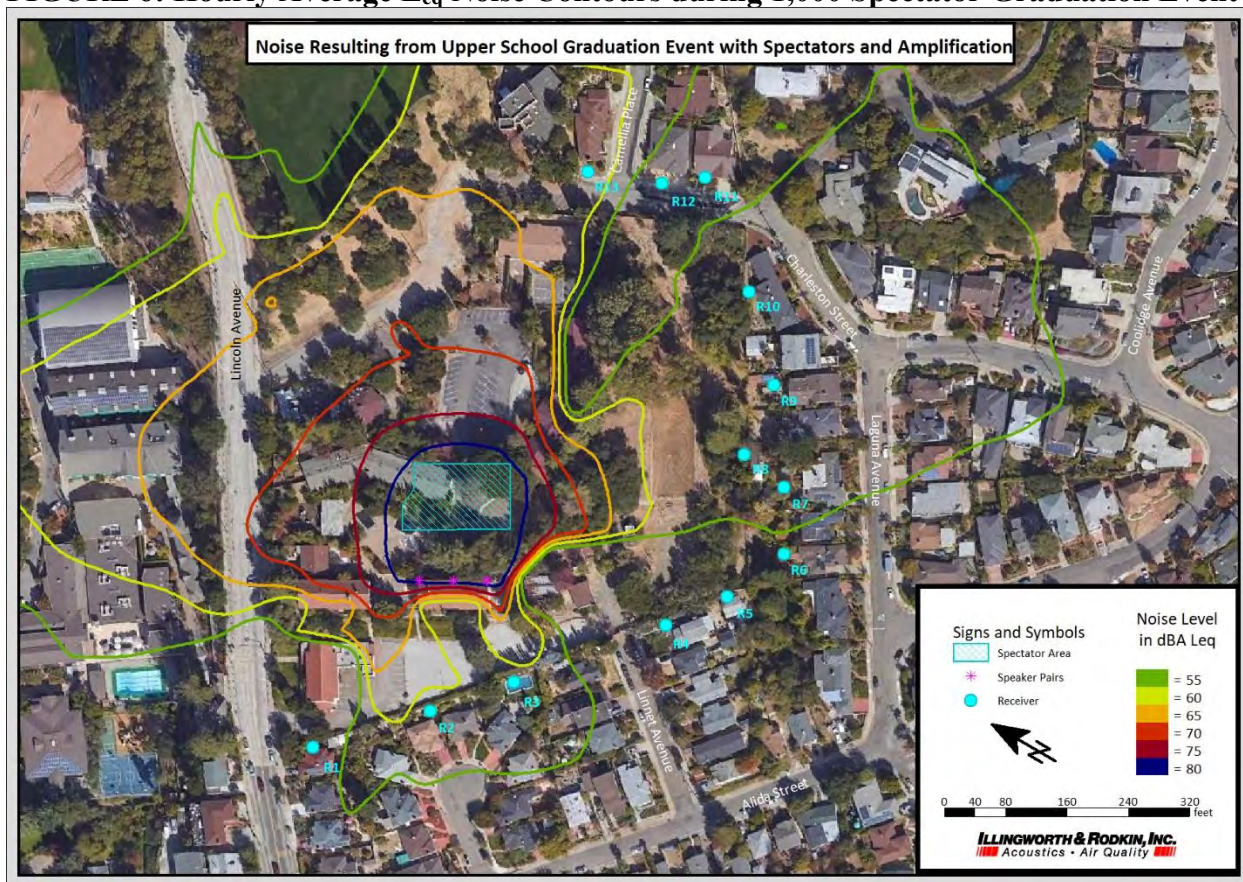 FIGURE 6: Hourly Average Leq Noise Contours during 1,000 Spectator Graduation Event
Noise Resulting from Upper School Graduation Event with Spectators and Amplification
Camellia Place
R13
R12
R11
Charleston Street
R10
Coolidge Avenue
Lincoln Avenue
R9
Laguna Avenue
R8
R7
R6
R5
R4
R3
R2
R1
Linnet Avenue
Alida Street
Signs and Symbols
Spectator Area
Speaker Pairs
Receiver
N
Noise Level
in dBA Leq
= 55
= 60
= 65
= 70
= 75
= 80
0 40 80 160 240 320
feet
ILLINGWORTH & RODKIN, INC.
Acoustics • Air Quality